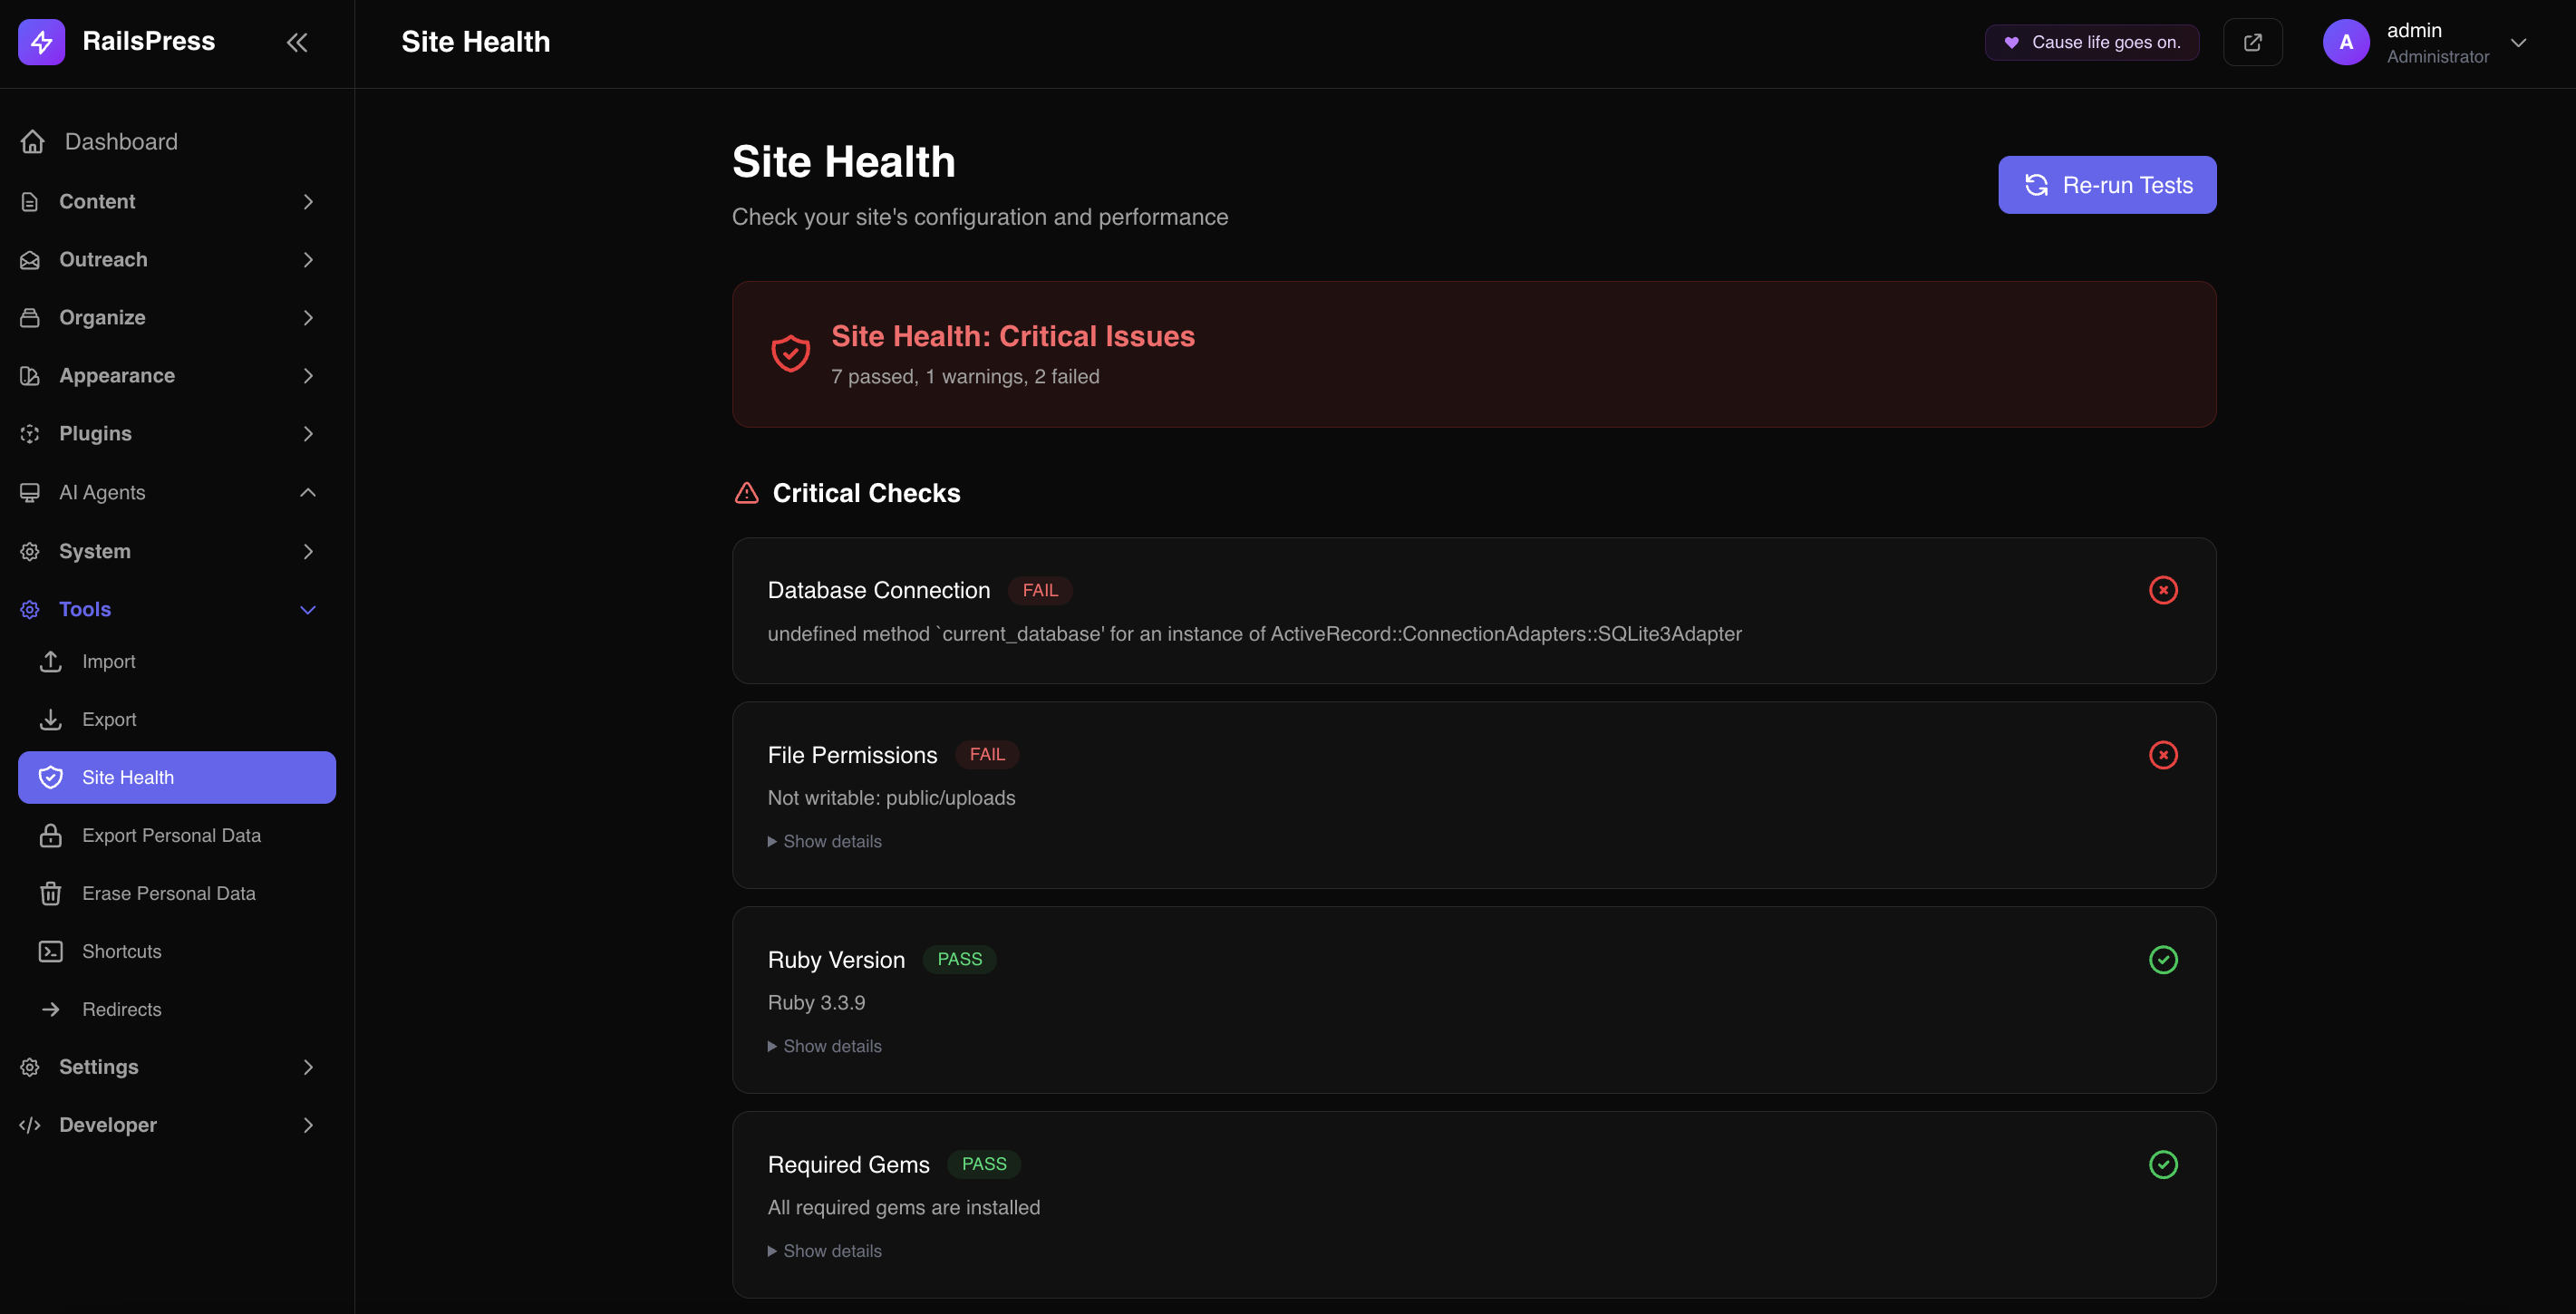 RailsPress
Site Health
Cause life goes on.
A
admin
Administrator
Dashboard
Content
Outreach
Organize
Appearance
Plugins
AI Agents
System
Tools
Import
Export
Site Health
Export Personal Data
Erase Personal Data
Shortcuts
Redirects
Settings
Developer
Site Health
Check your site's configuration and performance
Re-run Tests
Site Health: Critical Issues
7 passed, 1 warnings, 2 failed
Critical Checks
Database Connection FAIL
undefined method `current_database' for an instance of ActiveRecord::ConnectionAdapters::SQLite3Adapter
File Permissions FAIL
Not writable: public/uploads
Show details
Ruby Version PASS
Ruby 3.3.9
Show details
Required Gems PASS
All required gems are installed
Show details